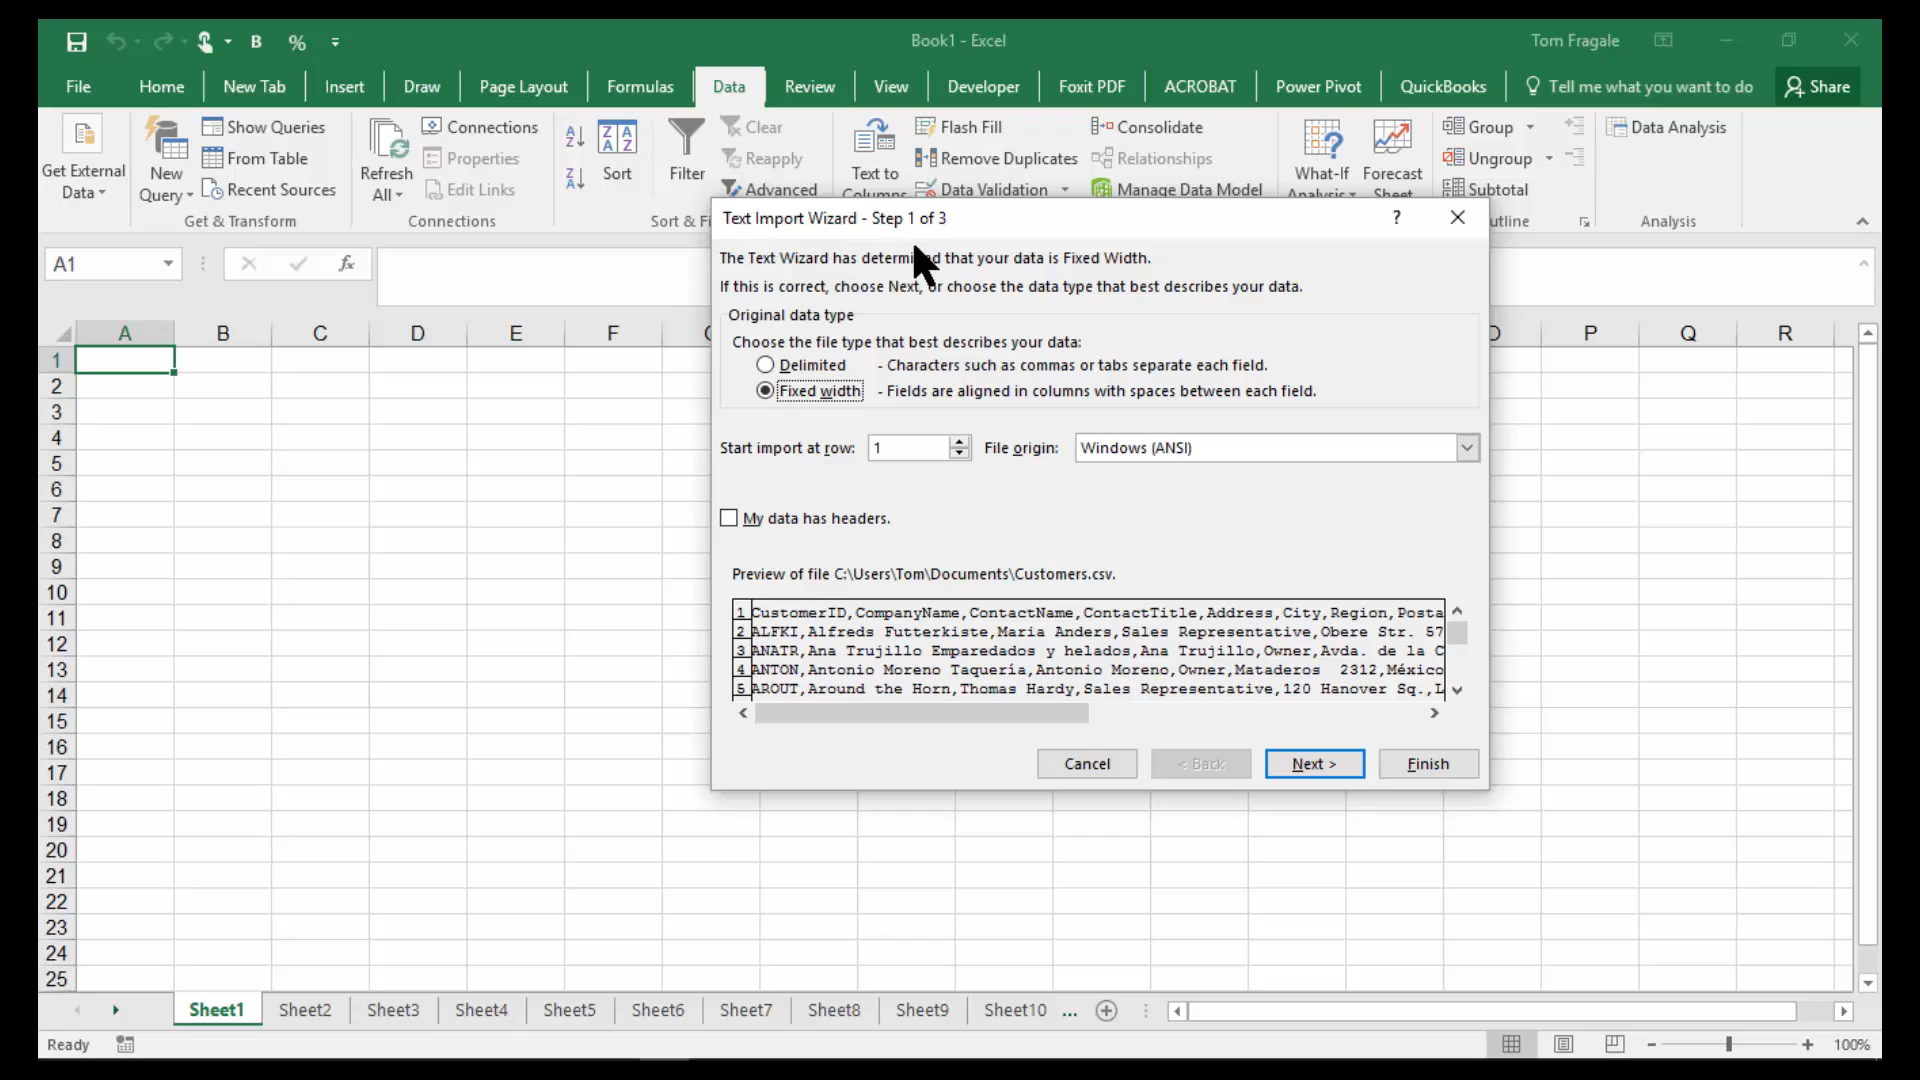 B % Book1 - Excel Tom Fragale
File Home New Tab Insert Draw Page Layout Formulas Data Review View Developer Foxit PDF ACROBAT Power Pivot QuickBooks Tell me what you want to do Share
Show Queries Connections Clear Flash Fill Consolidate Group Data Analysis
Get External New From Table Refresh Properties Sort Filter Reapply Text to Remove Duplicates Relationships What-If Forecast Ungroup
Data Query Recent Sources All Edit Links Advanced Columns Data Validation Manage Data Model Analysis Sheet Subtotal
Get & Transform Connections Sort & Fi Analysis
Text Import Wizard - Step 1 of 3 ?
A1 fx
The Text Wizard has determined that your data is Fixed Width.
If this is correct, choose Next, or choose the data type that best describes your data.
Original data type
A B C D E F P Q R
Choose the file type that best describes your data:
Delimited - Characters such as commas or tabs separate each field.
Fixed width - Fields are aligned in columns with spaces between each field.
Start import at row: 1 File origin: Windows (ANSI)
My data has headers.
Preview of file C:\Users\Tom\Documents\Customers.csv.
1 CustomerID,CompanyName,ContactName,ContactTitle,Address,City,Region,Posta
2 ALFKI,Alfreds Futterkiste,Maria Anders,Sales Representative,Obere Str. 57
3 ANATR,Ana Trujillo Emparedados y helados,Ana Trujillo,Owner,Avda. de la C
4 ANTON,Antonio Moreno Taquería,Antonio Moreno,Owner,Mataderos  2312,México
5 AROUT,Around the Horn,Thomas Hardy,Sales Representative,120 Hanover Sq.,L
Cancel < Back Next > Finish
1
2
3
4
5
6
7
8
9
10
11
12
13
14
15
16
17
18
19
20
21
22
23
24
25
Sheet1 Sheet2 Sheet3 Sheet4 Sheet5 Sheet6 Sheet7 Sheet8 Sheet9 Sheet10 ...
Ready 100%